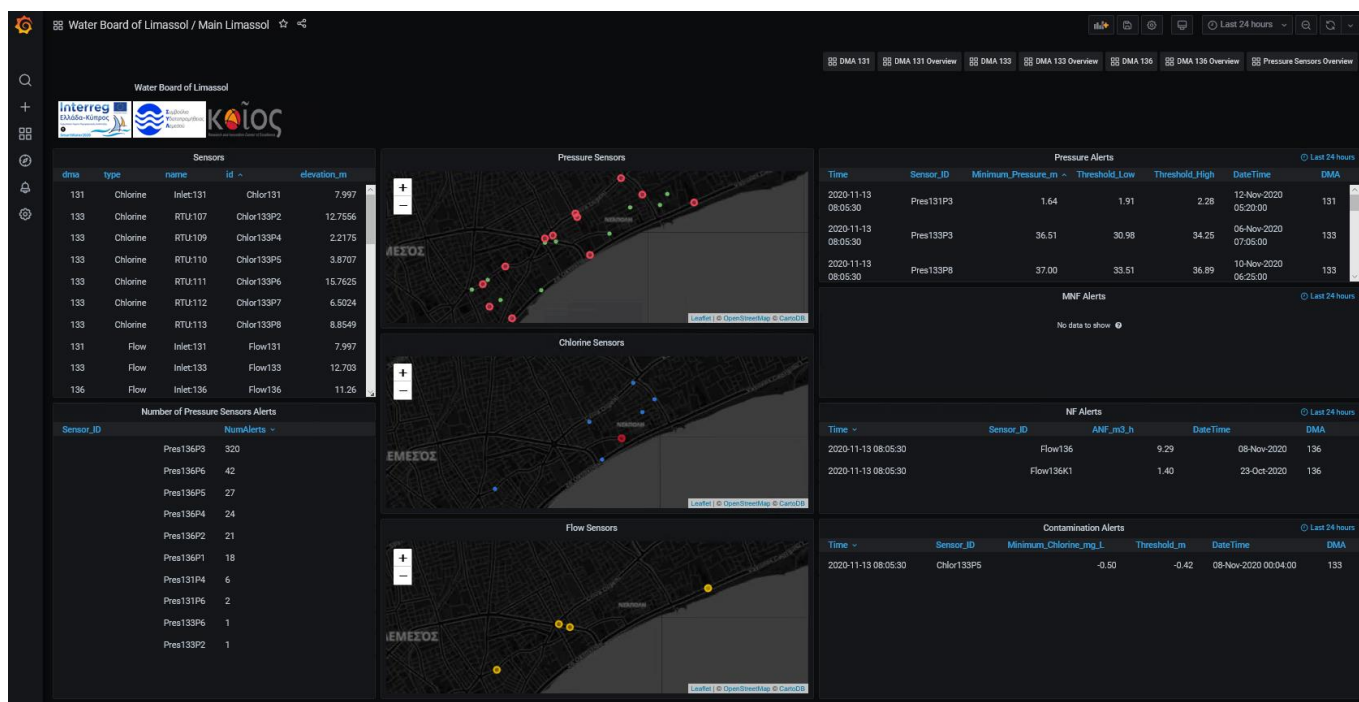 Water Board of Limassol / Main Limassol
Last 24 hours
DMA 131
DMA 131 Overview
DMA 133
DMA 133 Overview
DMA 136
DMA 136 Overview
Pressure Sensors Overview
Water Board of Limassol
Interreg
Ελλάδα-Κύπρος
Συμβούλιο
Υδατοπρομήθειας
Λεμεσού
κοίος
Sensors
dma type name id elevation_m
131 Chlorine Inlet:131 Chlor131 7.997
133 Chlorine RTU:107 Chlor133P2 12.7556
133 Chlorine RTU:109 Chlor133P4 2.2175
133 Chlorine RTU:110 Chlor133P5 3.8707
133 Chlorine RTU:111 Chlor133P6 15.7625
133 Chlorine RTU:112 Chlor133P7 6.5024
133 Chlorine RTU:113 Chlor133P8 8.8549
131 Flow Inlet:131 Flow131 7.997
133 Flow Inlet:133 Flow133 12.703
136 Flow Inlet:136 Flow136 11.26
Number of Pressure Sensors Alerts
Sensor_ID NumAlerts
Pres136P3 320
Pres136P6 42
Pres136P5 27
Pres136P4 24
Pres136P2 21
Pres136P1 18
Pres131P4 6
Pres131P6 2
Pres133P6 1
Pres133P2 1
Pressure Sensors
+
−
ΜΕΣΟΣ
Leaflet | © OpenStreetMap © CartoDB
Chlorine Sensors
+
−
ΕΜΕΣΟΣ
Leaflet | © OpenStreetMap © CartoDB
Flow Sensors
+
−
ΕΜΕΣΟΣ
Leaflet | © OpenStreetMap © CartoDB
Pressure Alerts
Last 24 hours
Time Sensor_ID Minimum_Pressure_m Threshold_Low Threshold_High DateTime DMA
2020-11-13 08:05:30 Pres131P3 1.64 1.91 2.28 12-Nov-2020 05:20:00 131
2020-11-13 08:05:30 Pres133P3 36.51 30.98 34.25 06-Nov-2020 07:05:00 133
2020-11-13 08:05:30 Pres133P8 37.00 33.51 36.89 10-Nov-2020 06:25:00 133
MNF Alerts
Last 24 hours
No data to show
NF Alerts
Last 24 hours
Time Sensor_ID ANF_m3_h DateTime DMA
2020-11-13 08:05:30 Flow136 9.29 08-Nov-2020 136
2020-11-13 08:05:30 Flow136K1 1.40 23-Oct-2020 136
Contamination Alerts
Last 24 hours
Time Sensor_ID Minimum_Chlorine_mg_L Threshold_m DateTime DMA
2020-11-13 08:05:30 Chlor133P5 -0.50 -0.42 08-Nov-2020 00:04:00 133